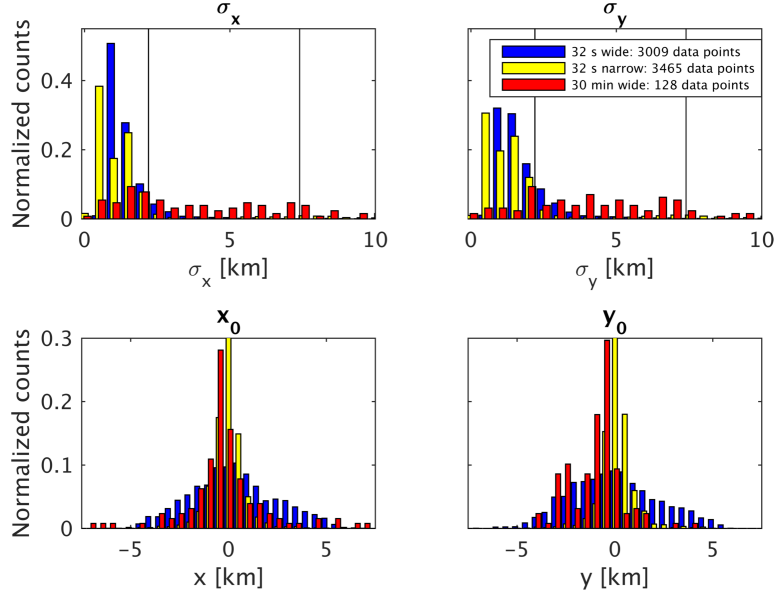 σx
σy
Normalized counts
0.4
0.2
0
0
5
10
σx [km]
32 s wide: 3009 data points
32 s narrow: 3465 data points
30 min wide: 128 data points
0
5
10
σy [km]
x0
y0
Normalized counts
0.3
0.2
0.1
0
−5
0
5
x [km]
−5
0
5
y [km]